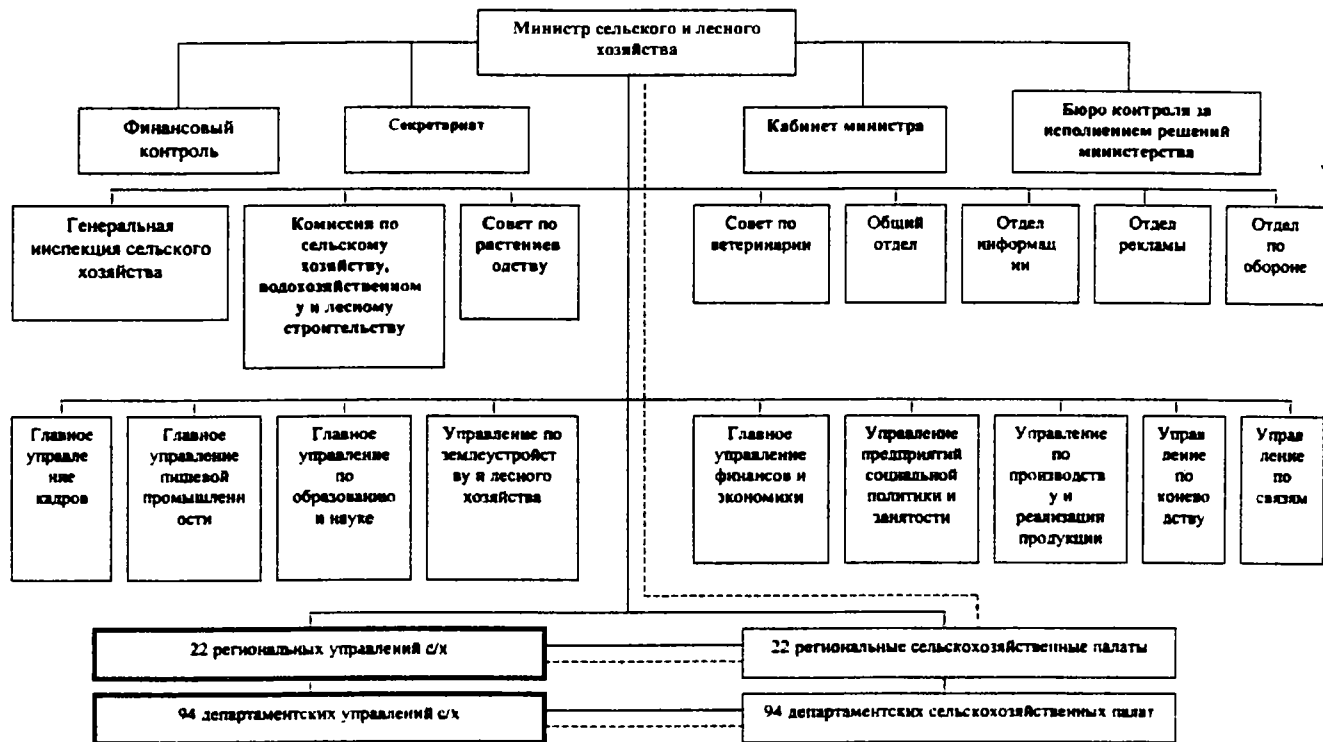 Министр сельского и лесного
хозяйства
Финансовый
контроль
Секретариат
Кабинет министра
Бюро контроля за
исполнением решений
министерства
Генеральная
инспекция сельского
хозяйства
Комиссия по
сельскому
хозяйству,
водохозяйственном
у и лесному
строительству
Совет по
растениев
одству
Совет по
ветеринарии
Общий
отдел
Отдел
информац
ии
Отдел
рекламы
Отдел
по
обороне
Главное
управле
ние
кадров
Главное
управление
пищевой
промышленн
ости
Главное
управление
по
образованию
и науке
Управление по
землеустройст
ву и лесного
хозяйства
Главное
управление
финансов и
экономики
Управление
предприятий
социальной
политики и
занятости
Управление
по
производств
у и
реализации
продукции
Управ
ление
по
конево
дству
Управ
ление
по
связям
22 региональных управлений с/х
22 региональные сельскохозяйственные палаты
94 департаментских управлений с/х
94 департаментских сельскохозяйственных палат